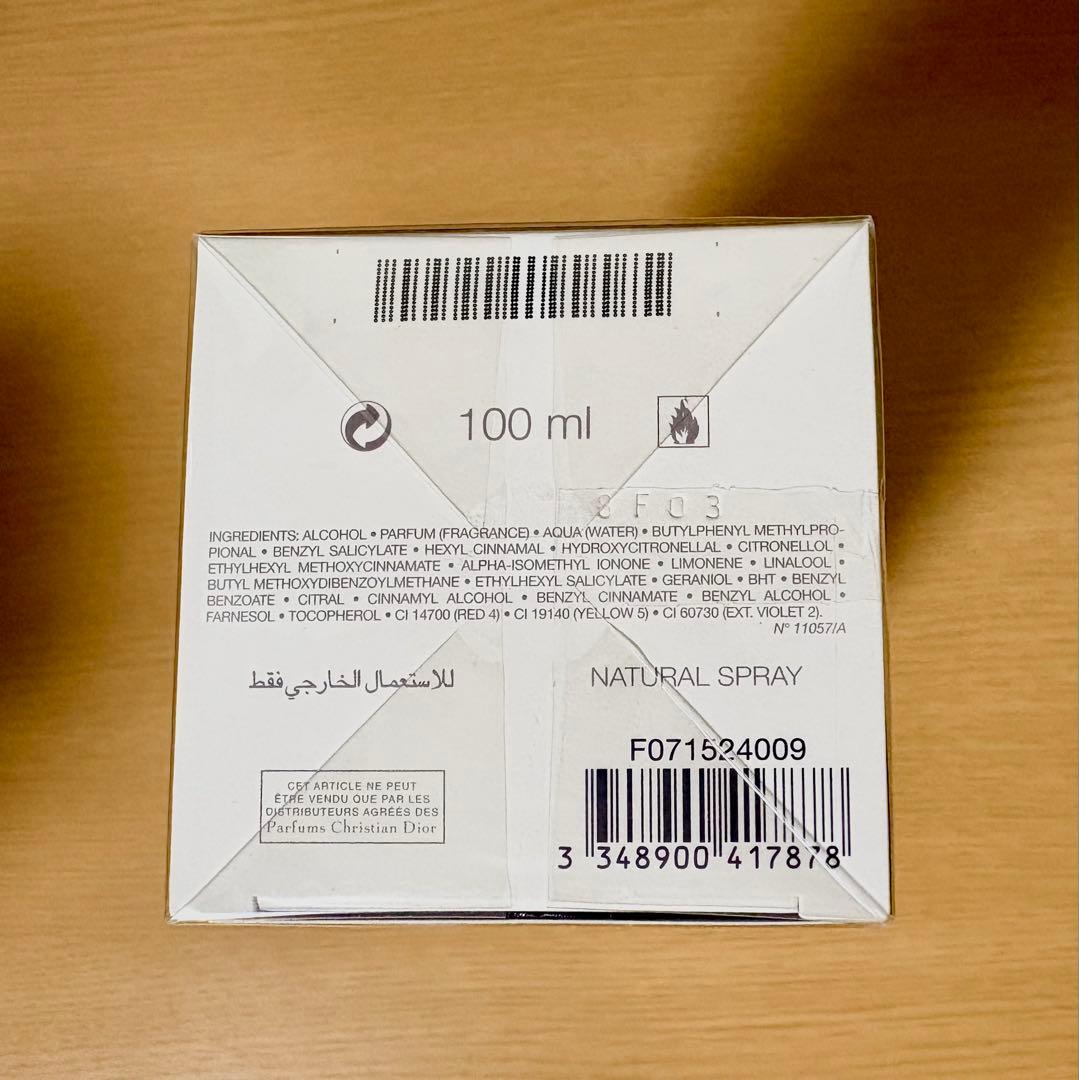 100 ml
8F03
INGREDIENTS: ALCOHOL • PARFUM (FRAGRANCE) • AQUA (WATER) • BUTYLPHENYL METHYLPRO-
PIONAL • BENZYL SALICYLATE • HEXYL CINNAMAL • HYDROXYCITRONELLAL • CITRONELLOL •
ETHYLHEXYL METHOXYCINNAMATE • ALPHA-ISOMETHYL IONONE • LIMONENE • LINALOOL •
BUTYL METHOXYDIBENZOYLMETHANE • ETHYLHEXYL SALICYLATE • GERANIOL • BHT • BENZYL
BENZOATE • CITRAL • CINNAMYL ALCOHOL • BENZYL CINNAMATE • BENZYL ALCOHOL •
FARNESOL • TOCOPHEROL • CI 14700 (RED 4) • CI 19140 (YELLOW 5) • CI 60730 (EXT. VIOLET 2).
N° 11057/A
للاستعمال الخارجي فقط
NATURAL SPRAY
CET ARTICLE NE PEUT
ÊTRE VENDU QUE PAR LES
DISTRIBUTEURS AGRÉÉS DES
Parfums Christian Dior
F071524009
3 348900 417878